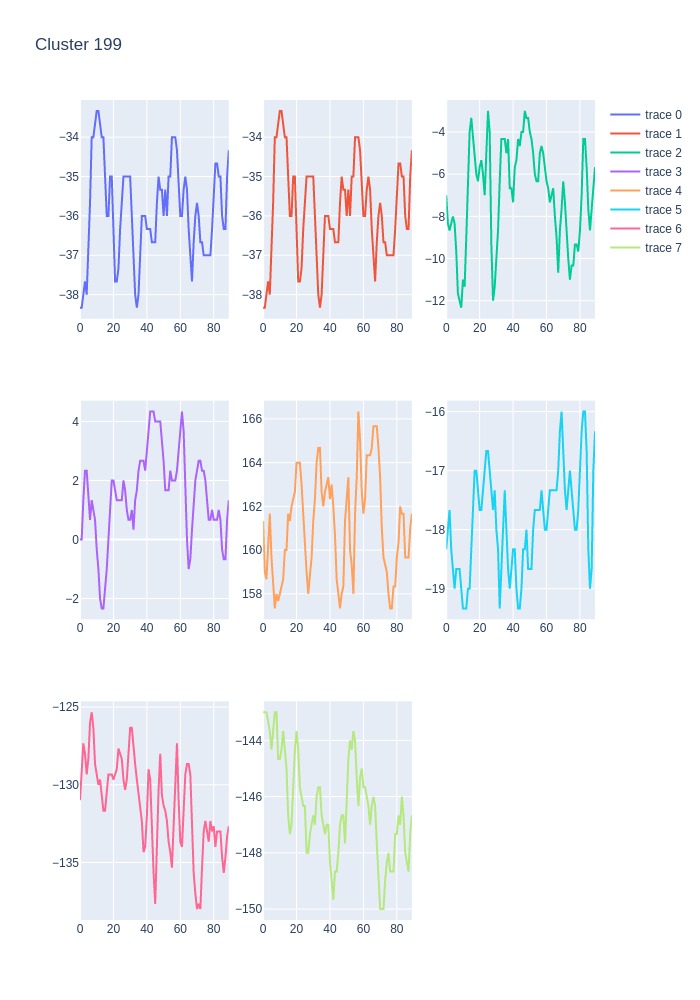 Cluster 199
trace 0
trace 1
trace 2
trace 3
trace 4
trace 5
trace 6
trace 7
−34
−35
−36
−37
−38
0 20 40 60 80
−34
−35
−36
−37
−38
0 20 40 60 80
−4
−6
−8
−10
−12
0 20 40 60 80
4
2
0
−2
0 20 40 60 80
166
164
162
160
158
0 20 40 60 80
−16
−17
−18
−19
0 20 40 60 80
−125
−130
−135
0 20 40 60 80
−144
−146
−148
−150
0 20 40 60 80